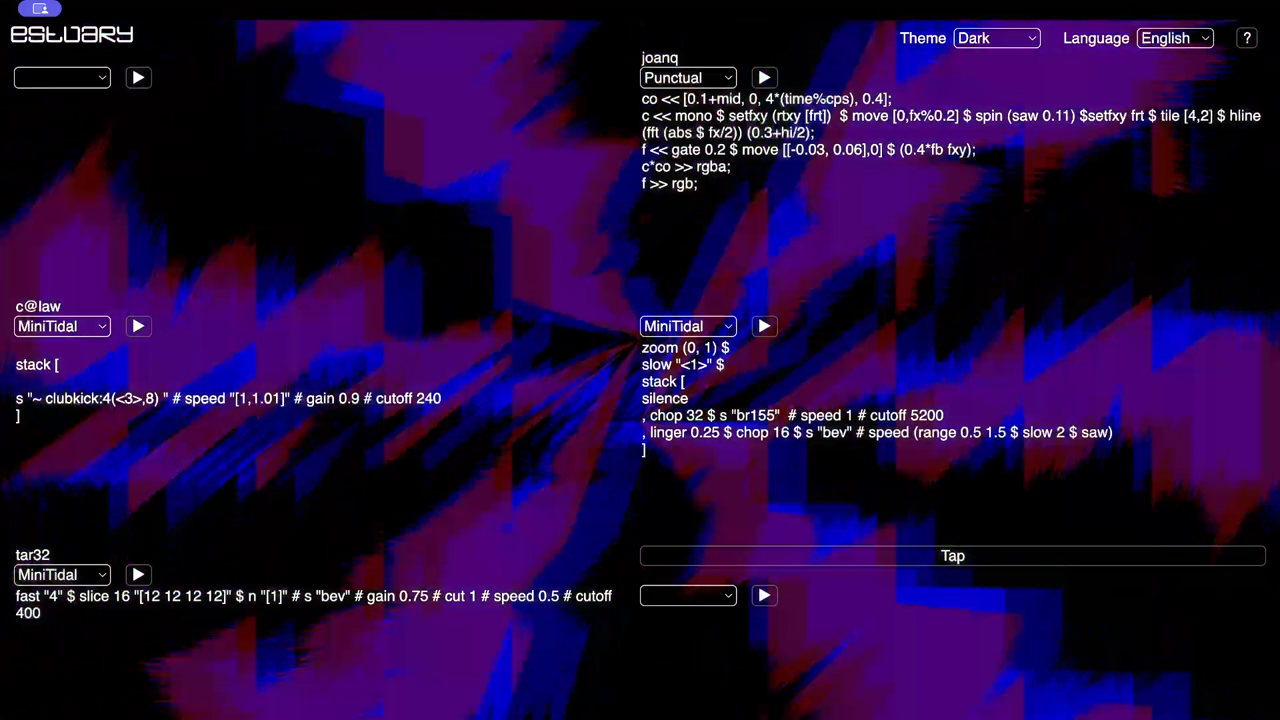 estuary
Theme Dark Language English ?
joanq
Punctual
co << [0.1+mid, 0, 4*(time%cps), 0.4];
c << mono $ setfxy (rtxy [frt])  $ move [0,fx%0.2] $ spin (saw 0.11) $setfxy frt $ tile [4,2] $ hline
(fft (abs $ fx/2)) (0.3+hi/2);
f << gate 0.2 $ move [[-0.03, 0.06],0] $ (0.4*fb fxy);
c*co >> rgba;
f >> rgb;
c@law
MiniTidal
stack [
s "~ clubkick:4(<3>,8) " # speed "[1,1.01]" # gain 0.9 # cutoff 240
]
MiniTidal
zoom (0, 1) $
slow "<1>" $
stack [
silence
, chop 32 $ s "br155"  # speed 1 # cutoff 5200
, linger 0.25 $ chop 16 $ s "bev" # speed (range 0.5 1.5 $ slow 2 $ saw)
]
tar32
MiniTidal
fast "4" $ slice 16 "[12 12 12 12]" $ n "[1]" # s "bev" # gain 0.75 # cut 1 # speed 0.5 # cutoff
400
Tap